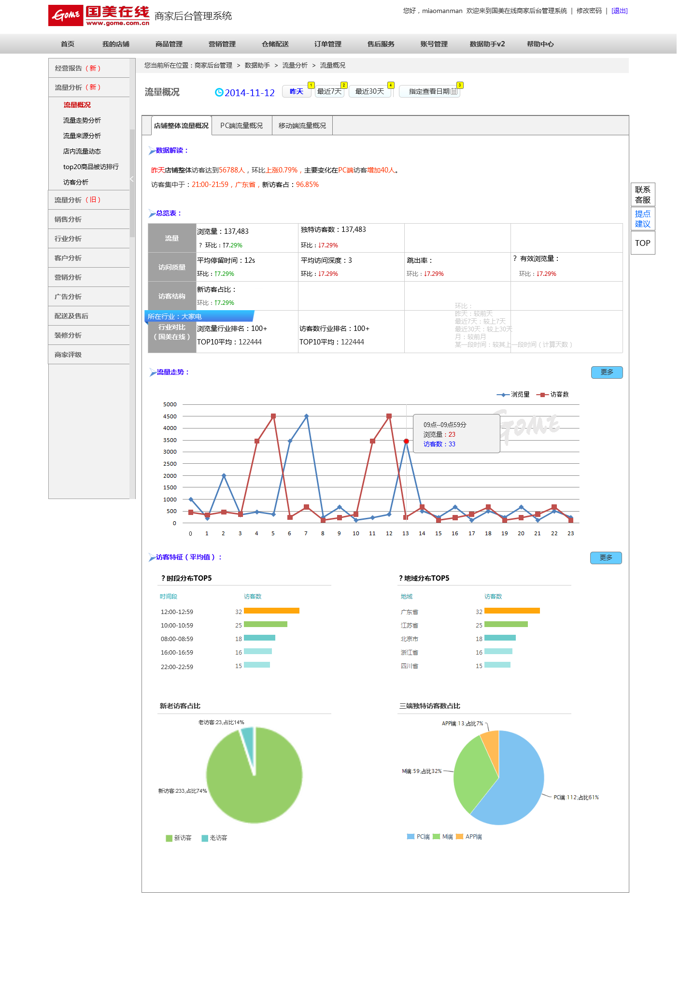 GOME 国美在线 www.gome.com.cn 商家后台管理系统
您好，miaomanman 欢迎来到国美在线商家后台管理系统 | 修改密码 | [退出]
首页 我的店铺 商品管理 营销管理 仓储配送 订单管理 售后服务 账号管理 数据助手v2 帮助中心
经营报告（新）
流量分析（新）
流量概况
流量走势分析
流量来源分析
店内流量动态
top20商品被访排行
访客分析
流量分析（旧）
销售分析
行业分析
客户分析
营销分析
广告分析
配送及售后
装修分析
商家评级
您当前所在位置：商家后台管理 > 数据助手 > 流量分析 > 流量概况
流量概况 2014-11-12 昨天 1 最近7天 2 最近30天 4 指定查看日期 3
店铺整体流量概况 PC端流量概况 移动端流量概况
数据解读：
昨天店铺整体访客达到56788人，环比上涨0.79%，主要变化在PC端访客增加40人。
访客集中于：21:00-21:59，广东省，新访客占：96.85%
联系
客服
提点
建议
TOP
总览表：
流量
浏览量：137,483 独特访客数：137,483
? 环比：↑7.29% 环比：↓7.29%
访问质量
平均停留时间：12s 平均访问深度：3 跳出率： ? 有效浏览量：
环比：↑7.29% 环比：↓7.29% 环比：↓7.29% 环比：↓7.29%
访客结构
新访客占比：
环比：↑7.29%
所在行业：大家电
行业对比
（国美在线）
浏览量行业排名：100+ 访客数行业排名：100+
TOP10平均：122444 TOP10平均：122444
环比：
昨天：较前天
最近7天：较上7天
最近30天：较上30天
月：较前月
某一段时间：较其上一段时间（计算天数）
流量走势： 更多
浏览量 访客数
5000
4500
4000
3500
3000
2500
2000
1500
1000
500
0
GOME
09点--09点59分
浏览量：23
访客数：33
0 1 2 3 4 5 6 7 8 9 10 11 12 13 14 15 16 17 18 19 20 21 22 23
访客特征（平均值）： 更多
? 时段分布TOP5
时间段 访客数
12:00-12:59 32
10:00-10:59 25
08:00-08:59 18
16:00-16:59 16
22:00-22:59 15
? 地域分布TOP5
地域 访客数
广东省 32
江苏省 25
北京市 18
浙江省 16
四川省 15
新老访客占比
老访客:23,占比14%
新访客:233,占比74%
新访客 老访客
三端独特访客数占比
APP端:13;占比7%
M端:59;占比32%
PC端:112;占比61%
PC端 M端 APP端